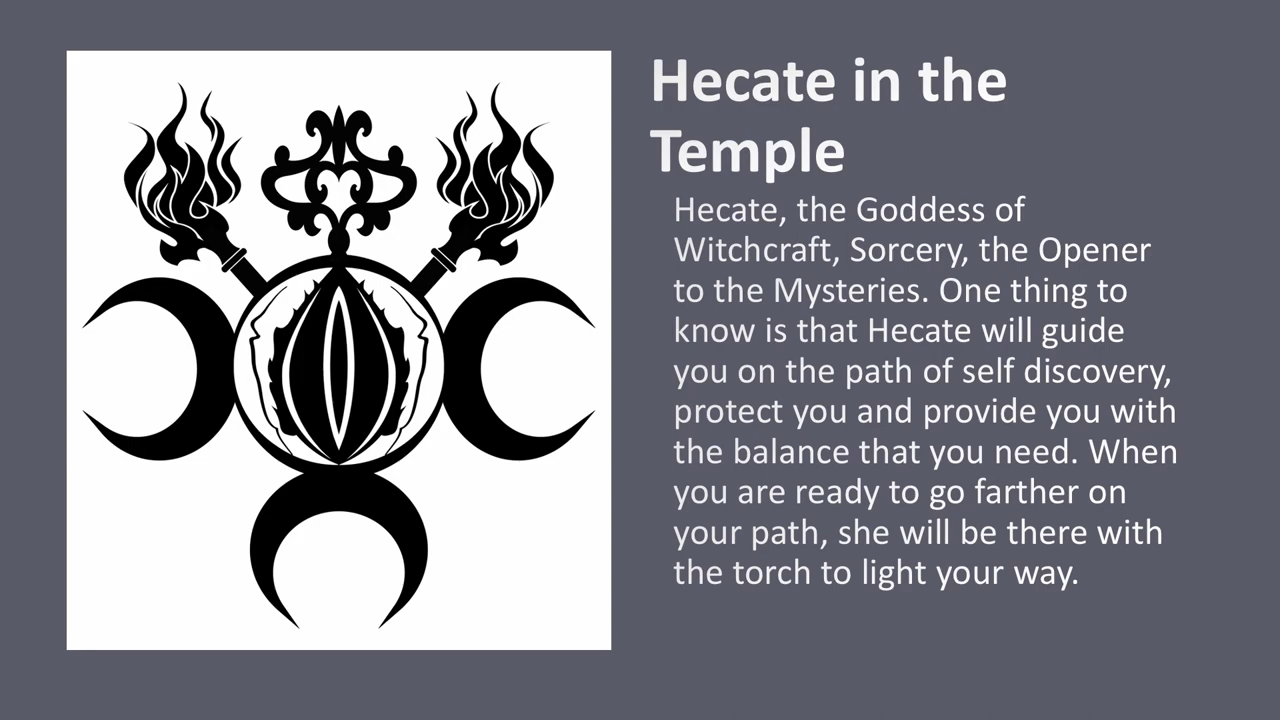 Hecate in the
Temple
Hecate, the Goddess of
Witchcraft, Sorcery, the Opener
to the Mysteries. One thing to
know is that Hecate will guide
you on the path of self discovery,
protect you and provide you with
the balance that you need. When
you are ready to go farther on
your path, she will be there with
the torch to light your way.